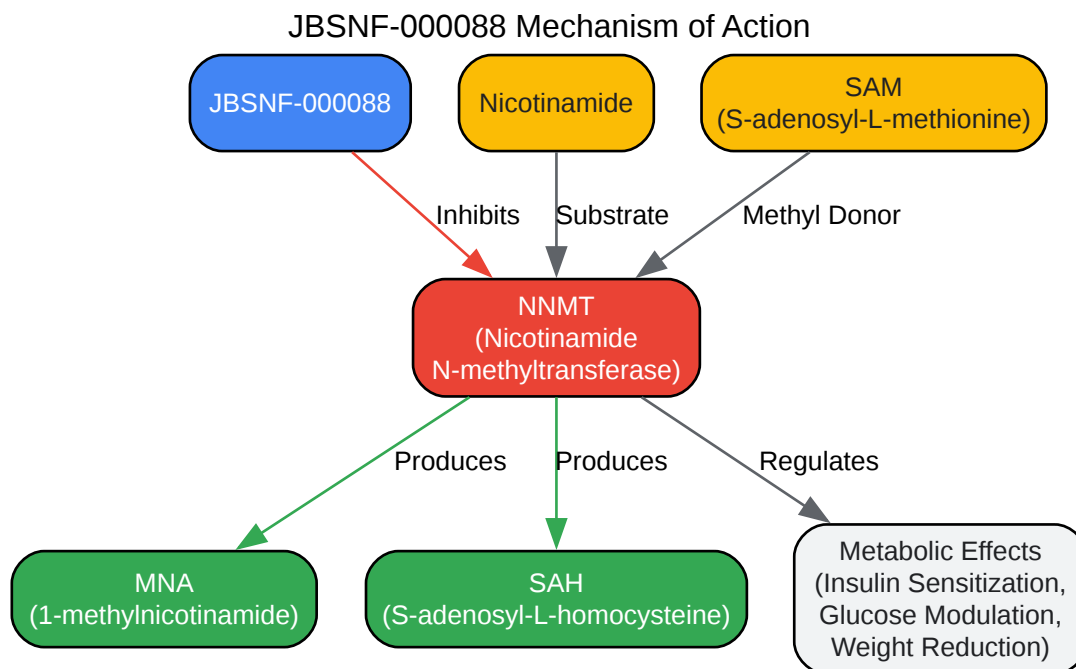 JBSNF-000088 Mechanism of Action
JBSNF-000088
Nicotinamide
SAM
(S-adenosyl-L-methionine)
Inhibits
Substrate
Methyl Donor
NNMT
(Nicotinamide
N-methyltransferase)
Produces
Produces
Regulates
MNA
(1-methylnicotinamide)
SAH
(S-adenosyl-L-homocysteine)
Metabolic Effects
(Insulin Sensitization,
Glucose Modulation,
Weight Reduction)